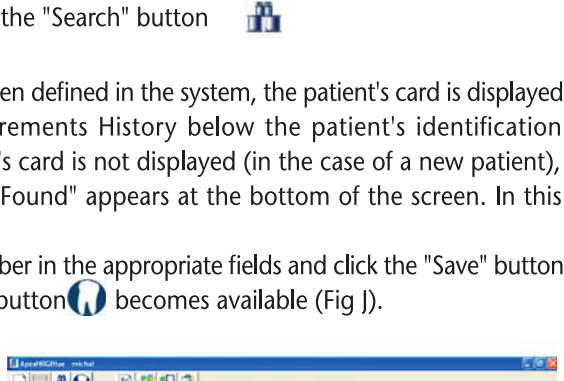 the "Search" button
en defined in the system, the patient's card is displayed
rements History below the patient's identification
's card is not displayed (in the case of a new patient),
Found" appears at the bottom of the screen. In this
ber in the appropriate fields and click the "Save" button
button becomes available (Fig J).